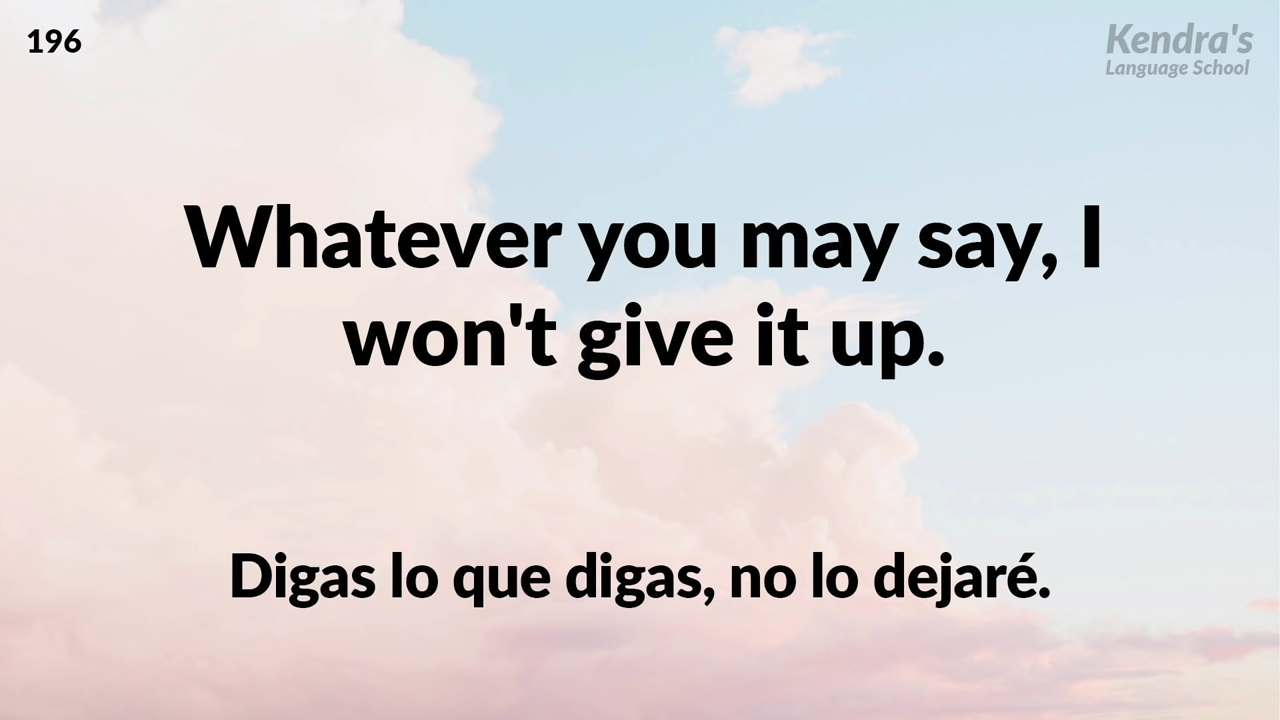 196
Kendra's
Language School
Whatever you may say, I
won't give it up.
Digas lo que digas, no lo dejaré.